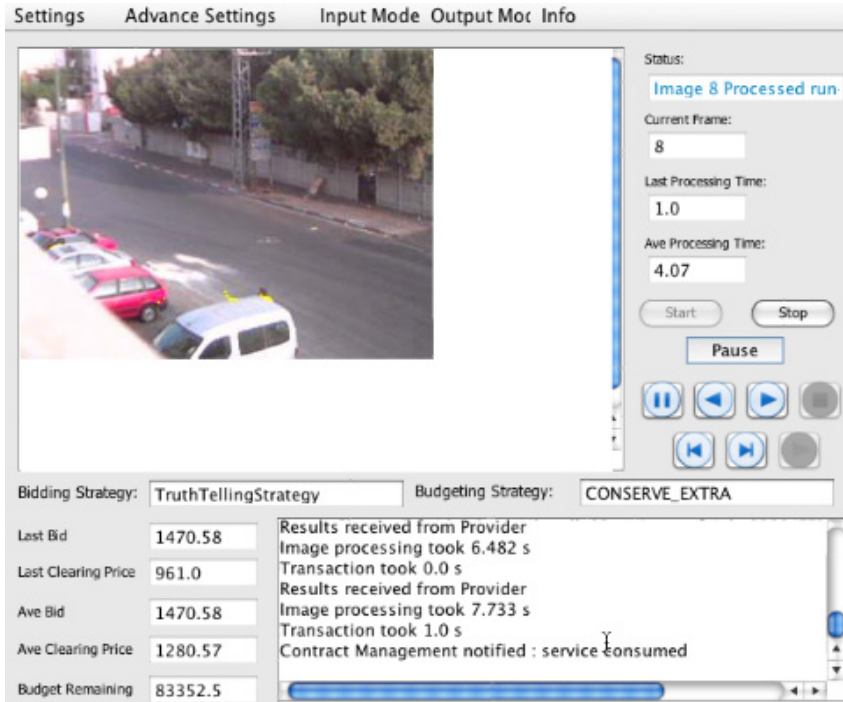 Settings Advance Settings Input Mode Output Moc Info
Status:
Image 8 Processed run-
Current Frame:
8
Last Processing Time:
1.0
Ave Processing Time:
4.07
Start Stop
Pause
Bidding Strategy: TruthTellingStrategy Budgeting Strategy: CONSERVE_EXTRA
Last Bid 1470.58
Last Clearing Price 961.0
Ave Bid 1470.58
Ave Clearing Price 1280.57
Budget Remaining 83352.5
Results received from Provider
Image processing took 6.482 s
Transaction took 0.0 s
Results received from Provider
Image processing took 7.733 s
Transaction took 1.0 s
Contract Management notified : service consumed